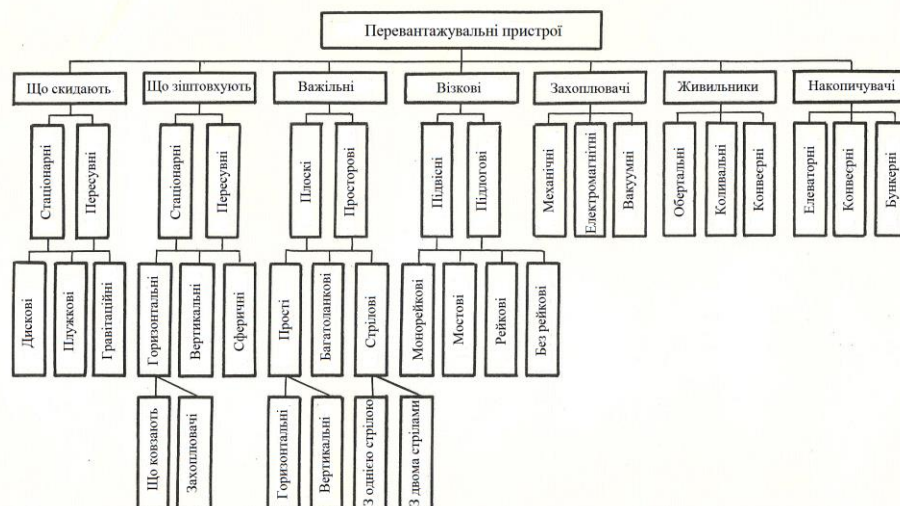 Перевантажувальні пристрої
Що скидають
Що зіштовхують
Важільні
Візкові
Захоплювачі
Живильники
Накопичувачі
Стаціонарні
Пересувні
Стаціонарні
Пересувні
Плоскі
Просторові
Підвісні
Підлогові
Механічні
Електромагнітні
Вакуумні
Обертальні
Коливальні
Конвеєрні
Елеваторні
Конвеєрні
Бункерні
Дискові
Плужкові
Гравітаційні
Горизонтальні
Вертикальні
Сферичні
Прості
Багатоланкові
Стрілові
Монорейкові
Мостові
Рейкові
Без рейкові
Що ковзають
Захоплювачі
Горизонтальні
Вертикальні
З однією стрілою
З двома стрілами